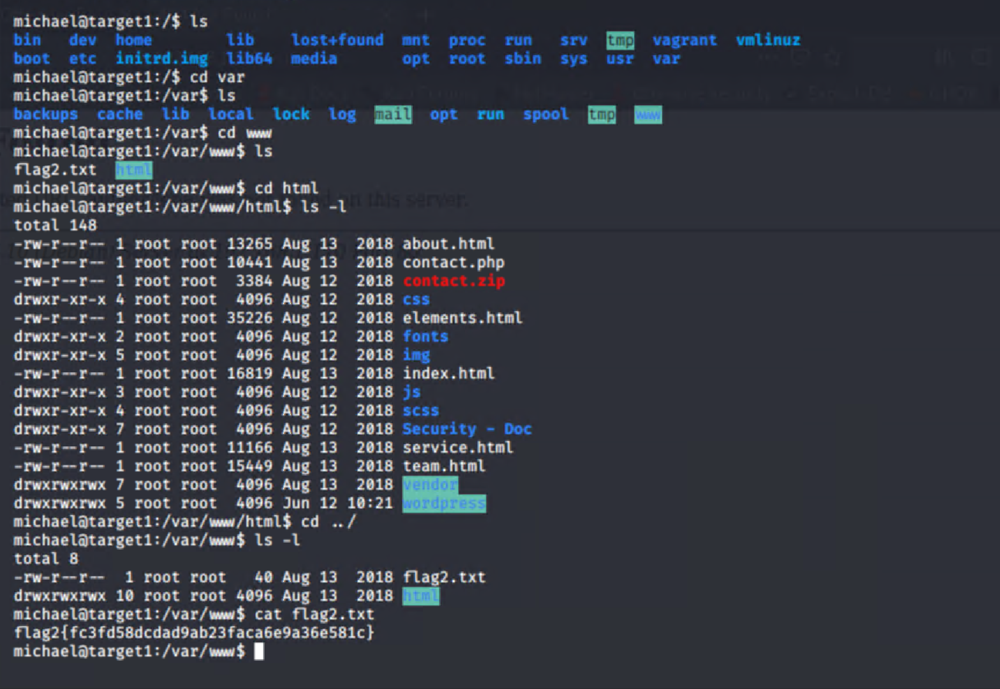 michael@target1:/$ ls
bin   dev  home        lib    lost+found  mnt  proc  run   srv  tmp  vagrant  vmlinuz
boot  etc  initrd.img  lib64  media       opt  root  sbin  sys  usr  var
michael@target1:/$ cd var
michael@target1:/var$ ls
backups  cache  lib  local  lock  log  mail  opt  run  spool  tmp  www
michael@target1:/var$ cd www
michael@target1:/var/www$ ls
flag2.txt  html
michael@target1:/var/www$ cd html
michael@target1:/var/www/html$ ls -l
on this server.
total 148
-rw-r--r-- 1 root root 13265 Aug 13  2018 about.html
-rw-r--r-- 1 root root 10441 Aug 13  2018 contact.php
-rw-r--r-- 1 root root  3384 Aug 12  2018 contact.zip
drwxr-xr-x 4 root root  4096 Aug 12  2018 css
-rw-r--r-- 1 root root 35226 Aug 12  2018 elements.html
drwxr-xr-x 2 root root  4096 Aug 12  2018 fonts
drwxr-xr-x 5 root root  4096 Aug 12  2018 img
-rw-r--r-- 1 root root 16819 Aug 13  2018 index.html
drwxr-xr-x 3 root root  4096 Aug 12  2018 js
drwxr-xr-x 4 root root  4096 Aug 12  2018 scss
drwxr-xr-x 7 root root  4096 Aug 12  2018 Security - Doc
-rw-r--r-- 1 root root 11166 Aug 13  2018 service.html
-rw-r--r-- 1 root root 15449 Aug 13  2018 team.html
drwxrwxrwx 7 root root  4096 Aug 13  2018 vendor
drwxrwxrwx 5 root root  4096 Jun 12 10:21 wordpress
michael@target1:/var/www/html$ cd ../
michael@target1:/var/www$ ls -l
total 8
-rw-r--r--  1 root root   40 Aug 13  2018 flag2.txt
drwxrwxrwx 10 root root 4096 Aug 13  2018 html
michael@target1:/var/www$ cat flag2.txt
flag2{fc3fd58dcdad9ab23faca6e9a36e581c}
michael@target1:/var/www$